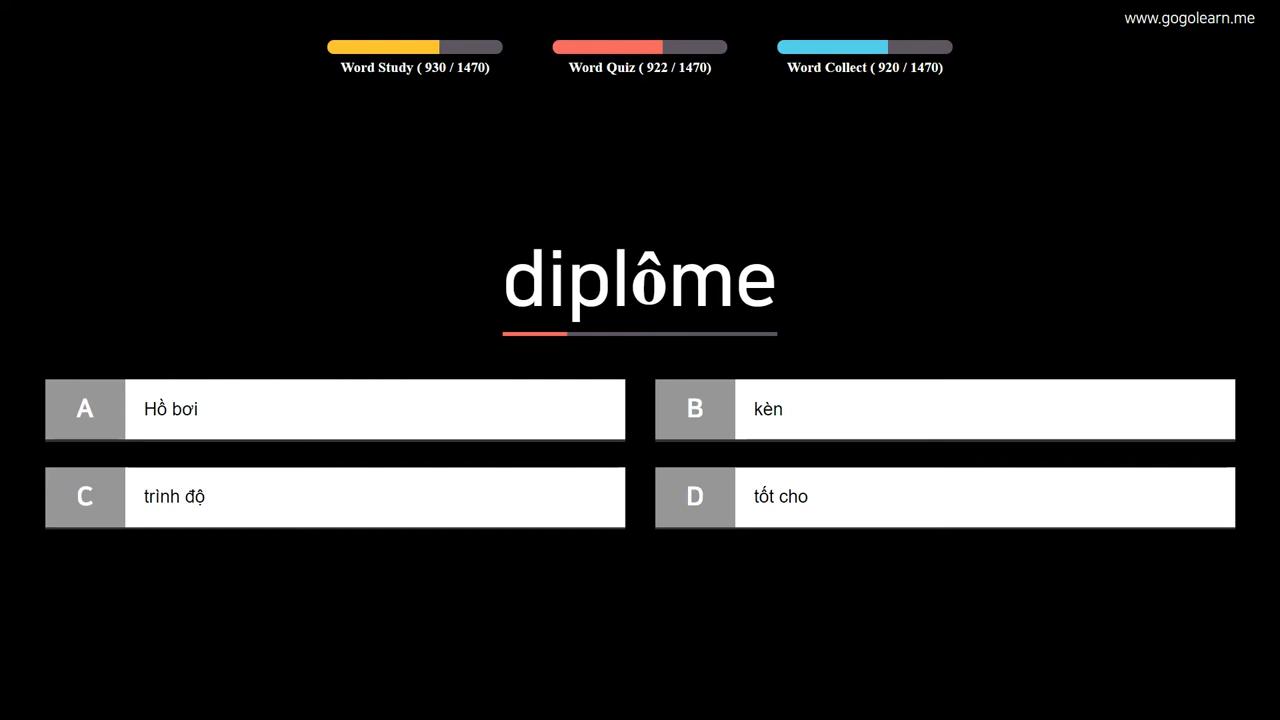 www.gogolearn.me
Word Study ( 930 / 1470)
Word Quiz ( 922 / 1470)
Word Collect ( 920 / 1470)
diplôme
A Hồ bơi
B kèn
C trình độ
D tốt cho